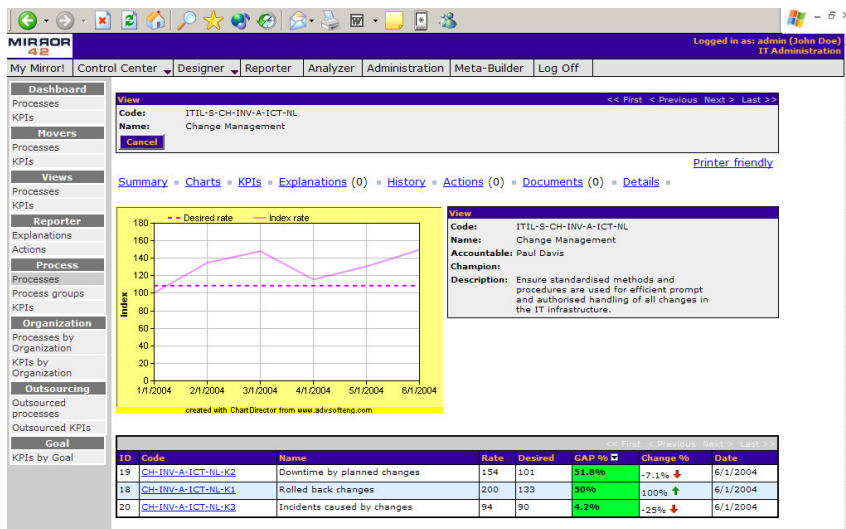 MIRROR
42
Logged in as: admin (John Doe)
IT Administration
My Mirror! Control Center Designer Reporter Analyzer Administration Meta-Builder Log Off
Dashboard
Processes
KPIs
Movers
Processes
KPIs
Views
Processes
KPIs
Reporter
Explanations
Actions
Process
Processes
Process groups
KPIs
Organization
Processes by
Organization
KPIs by
Organization
Outsourcing
Outsourced
processes
Outsourced KPIs
Goal
KPIs by Goal
View << First < Previous Next > Last >>
Code: ITIL-S-CH-INV-A-ICT-NL
Name: Change Management
Cancel
Printer friendly
Summary Charts KPIs Explanations (0) History Actions (0) Documents (0) Details
Desired rate Index rate
180
160
140
120
100
80
60
40
20
0
Index
1/1/2004 2/1/2004 3/1/2004 4/1/2004 5/1/2004 6/1/2004
created with ChartDirector from www.advsofteng.com
View
Code: ITIL-S-CH-INV-A-ICT-NL
Name: Change Management
Accountable: Paul Davis
Champion:
Description: Ensure standardised methods and
procedures are used for efficient prompt
and authorised handling of all changes in
the IT infrastructure.
<< First < Previous Next > Last >>
ID Code Name Rate Desired GAP % Change % Date
19 CH-INV-A-ICT-NL-K2 Downtime by planned changes 154 101 51.8% -7.1% 6/1/2004
18 CH-INV-A-ICT-NL-K1 Rolled back changes 200 133 50% 100% 6/1/2004
20 CH-INV-A-ICT-NL-K3 Incidents caused by changes 94 90 4.2% -25% 6/1/2004